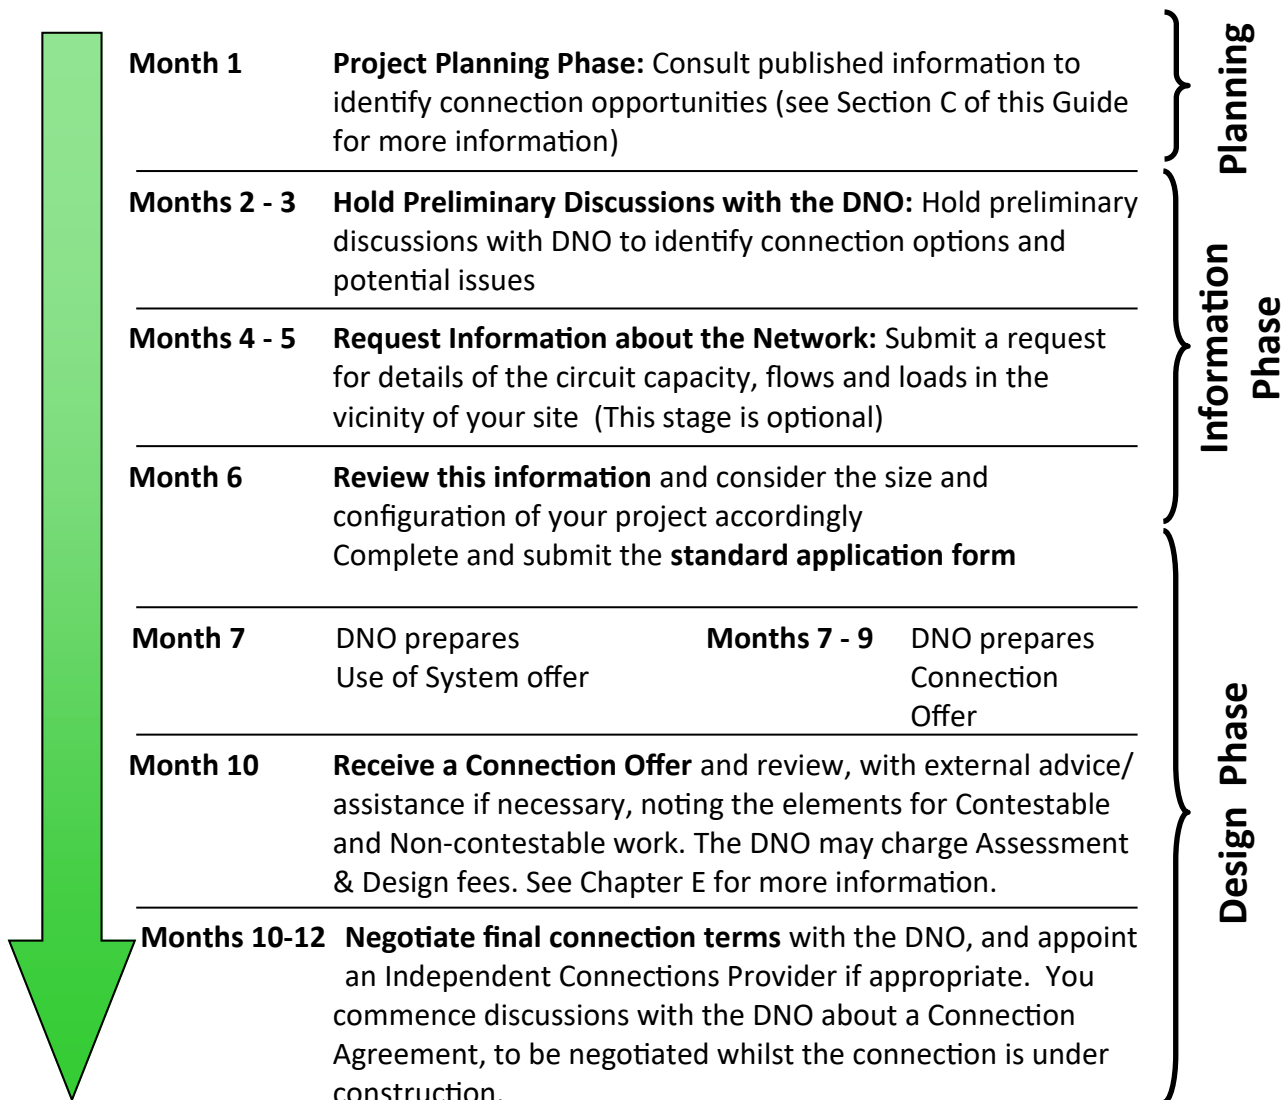 Month 1
Project Planning Phase: Consult published information to
identify connection opportunities (see Section C of this Guide
for more information)
Planning
Months 2 - 3
Hold Preliminary Discussions with the DNO: Hold preliminary
discussions with DNO to identify connection options and
potential issues
Months 4 - 5
Request Information about the Network: Submit a request
for details of the circuit capacity, flows and loads in the
vicinity of your site  (This stage is optional)
Information
Phase
Month 6
Review this information and consider the size and
configuration of your project accordingly
Complete and submit the standard application form
Month 7
DNO prepares
Use of System offer
Months 7 - 9
DNO prepares
Connection
Offer
Month 10
Receive a Connection Offer and review, with external advice/
assistance if necessary, noting the elements for Contestable
and Non-contestable work. The DNO may charge Assessment
& Design fees. See Chapter E for more information.
Design Phase
Months 10-12
Negotiate final connection terms with the DNO, and appoint
an Independent Connections Provider if appropriate.  You
commence discussions with the DNO about a Connection
Agreement, to be negotiated whilst the connection is under
construction.